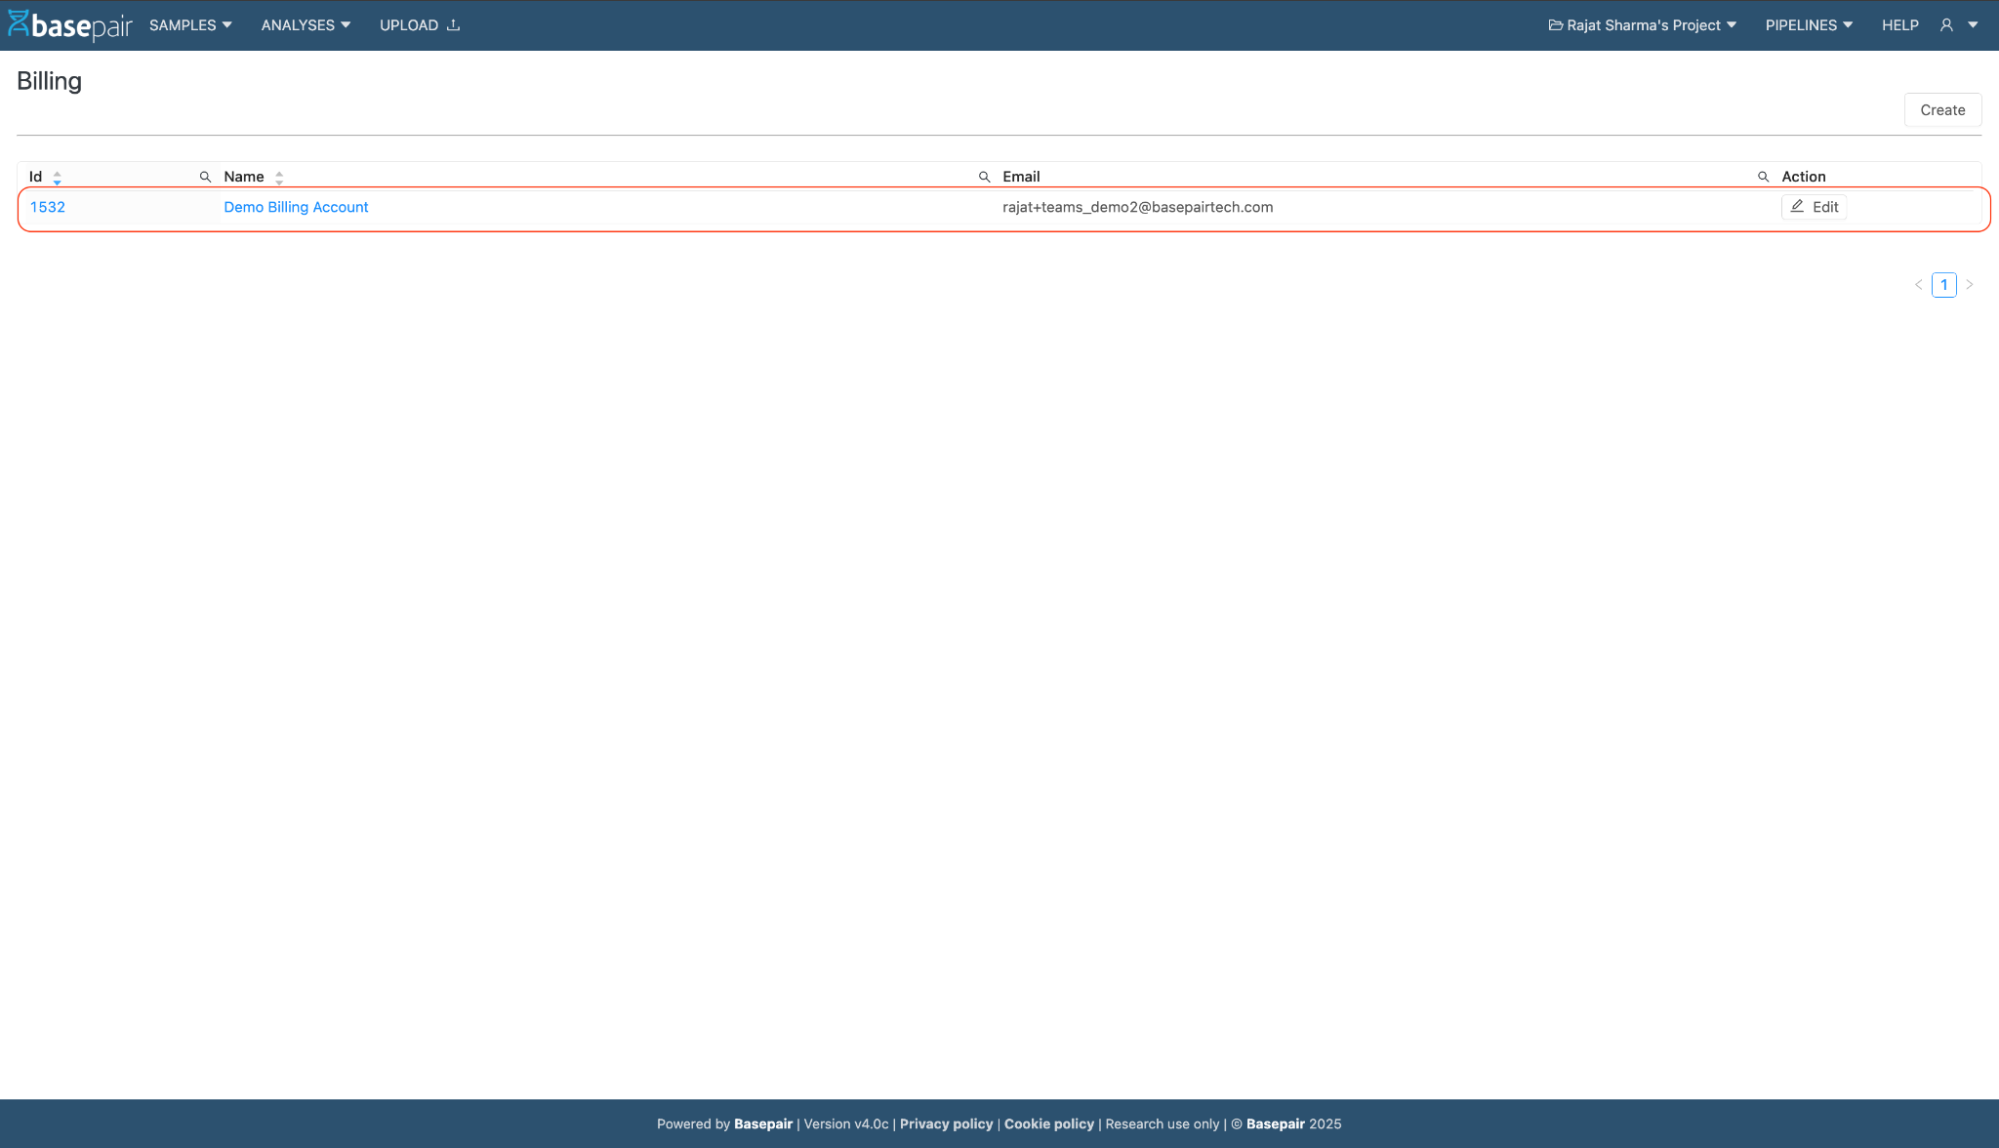 basepair SAMPLES ANALYSES UPLOAD Rajat Sharma's Project PIPELINES HELP
Billing
Create
Id Name Email Action
1532 Demo Billing Account rajat+teams_demo2@basepairtech.com Edit
< 1 >
Powered by Basepair | Version v4.0c | Privacy policy | Cookie policy | Research use only | © Basepair 2025